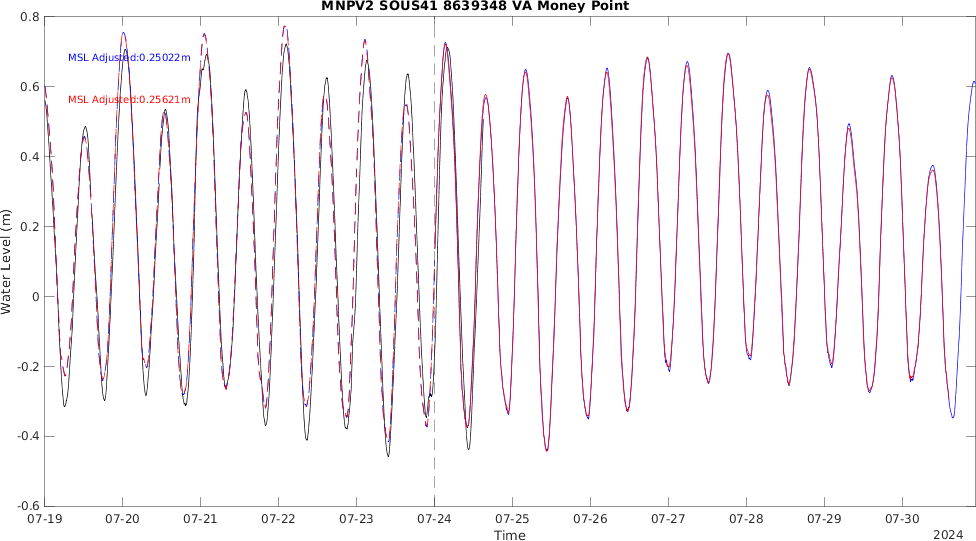 MNPV2 SOUS41 8639348 VA Money Point
0.8
MSL Adjusted:0.25022m
0.6
MSL Adjusted:0.25621m
0.4
0.2
Water Level (m)
0
-0.2
-0.4
-0.6
07-19 07-20 07-21 07-22 07-23 07-24 07-25 07-26 07-27 07-28 07-29 07-30
Time
2024